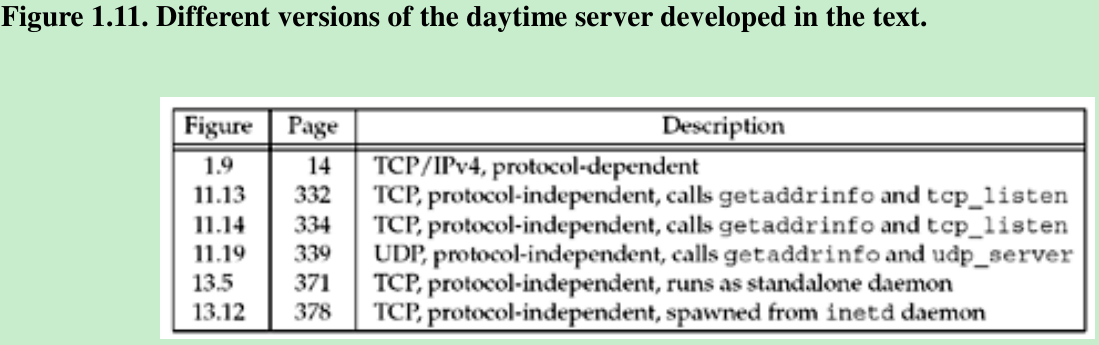 Figure 1.11. Different versions of the daytime server developed in the text.
Figure Page Description
1.9 14 TCP/IPv4, protocol-dependent
11.13 332 TCP, protocol-independent, calls getaddrinfo and tcp_listen
11.14 334 TCP, protocol-independent, calls getaddrinfo and tcp_listen
11.19 339 UDP, protocol-independent, calls getaddrinfo and udp_server
13.5 371 TCP, protocol-independent, runs as standalone daemon
13.12 378 TCP, protocol-independent, spawned from inetd daemon